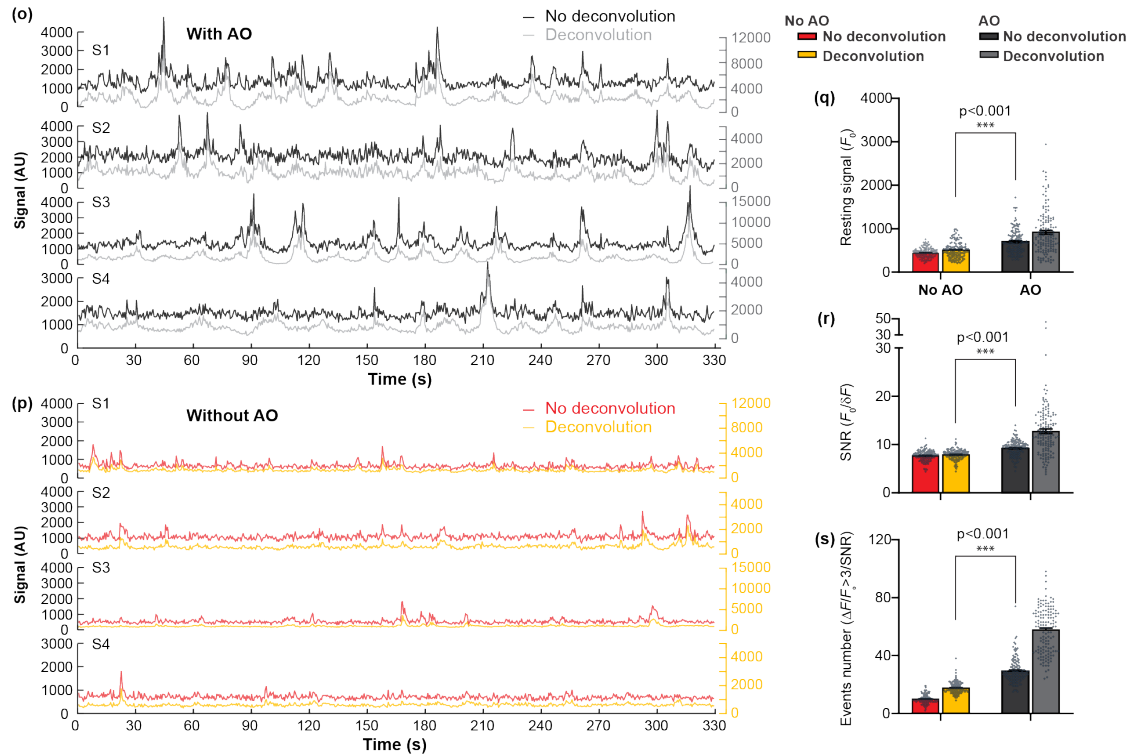 (o)
With AO
No deconvolution
Deconvolution
Signal (AU)
S1
4000
3000
2000
1000
0
12000
8000
4000
0
S2
5000
4000
3000
2000
1000
0
4000
2000
0
S3
4000
3000
2000
1000
0
15000
10000
5000
0
S4
3000
2000
1000
0
4000
2000
0
0 30 60 90 120 150 180 210 240 270 300 330
Time (s)
(p)
Without AO
No deconvolution
Deconvolution
Signal (AU)
S1
4000
3000
2000
1000
0
12000
8000
4000
0
S2
4000
3000
2000
1000
0
4000
2000
0
S3
4000
3000
2000
1000
0
15000
10000
5000
0
S4
3000
2000
1000
0
4000
2000
0
0 30 60 90 120 150 180 210 240 270 300 330
Time (s)
No AO
No deconvolution
Deconvolution
AO
No deconvolution
Deconvolution
(q)
Resting signal (F0)
4000
3000
2000
1000
0
p<0.001
***
No AO AO
(r)
SNR (F0/δF)
50
30
30
20
10
0
p<0.001
***
(s)
Events number (ΔF/F0>3/SNR)
120
80
40
0
p<0.001
***